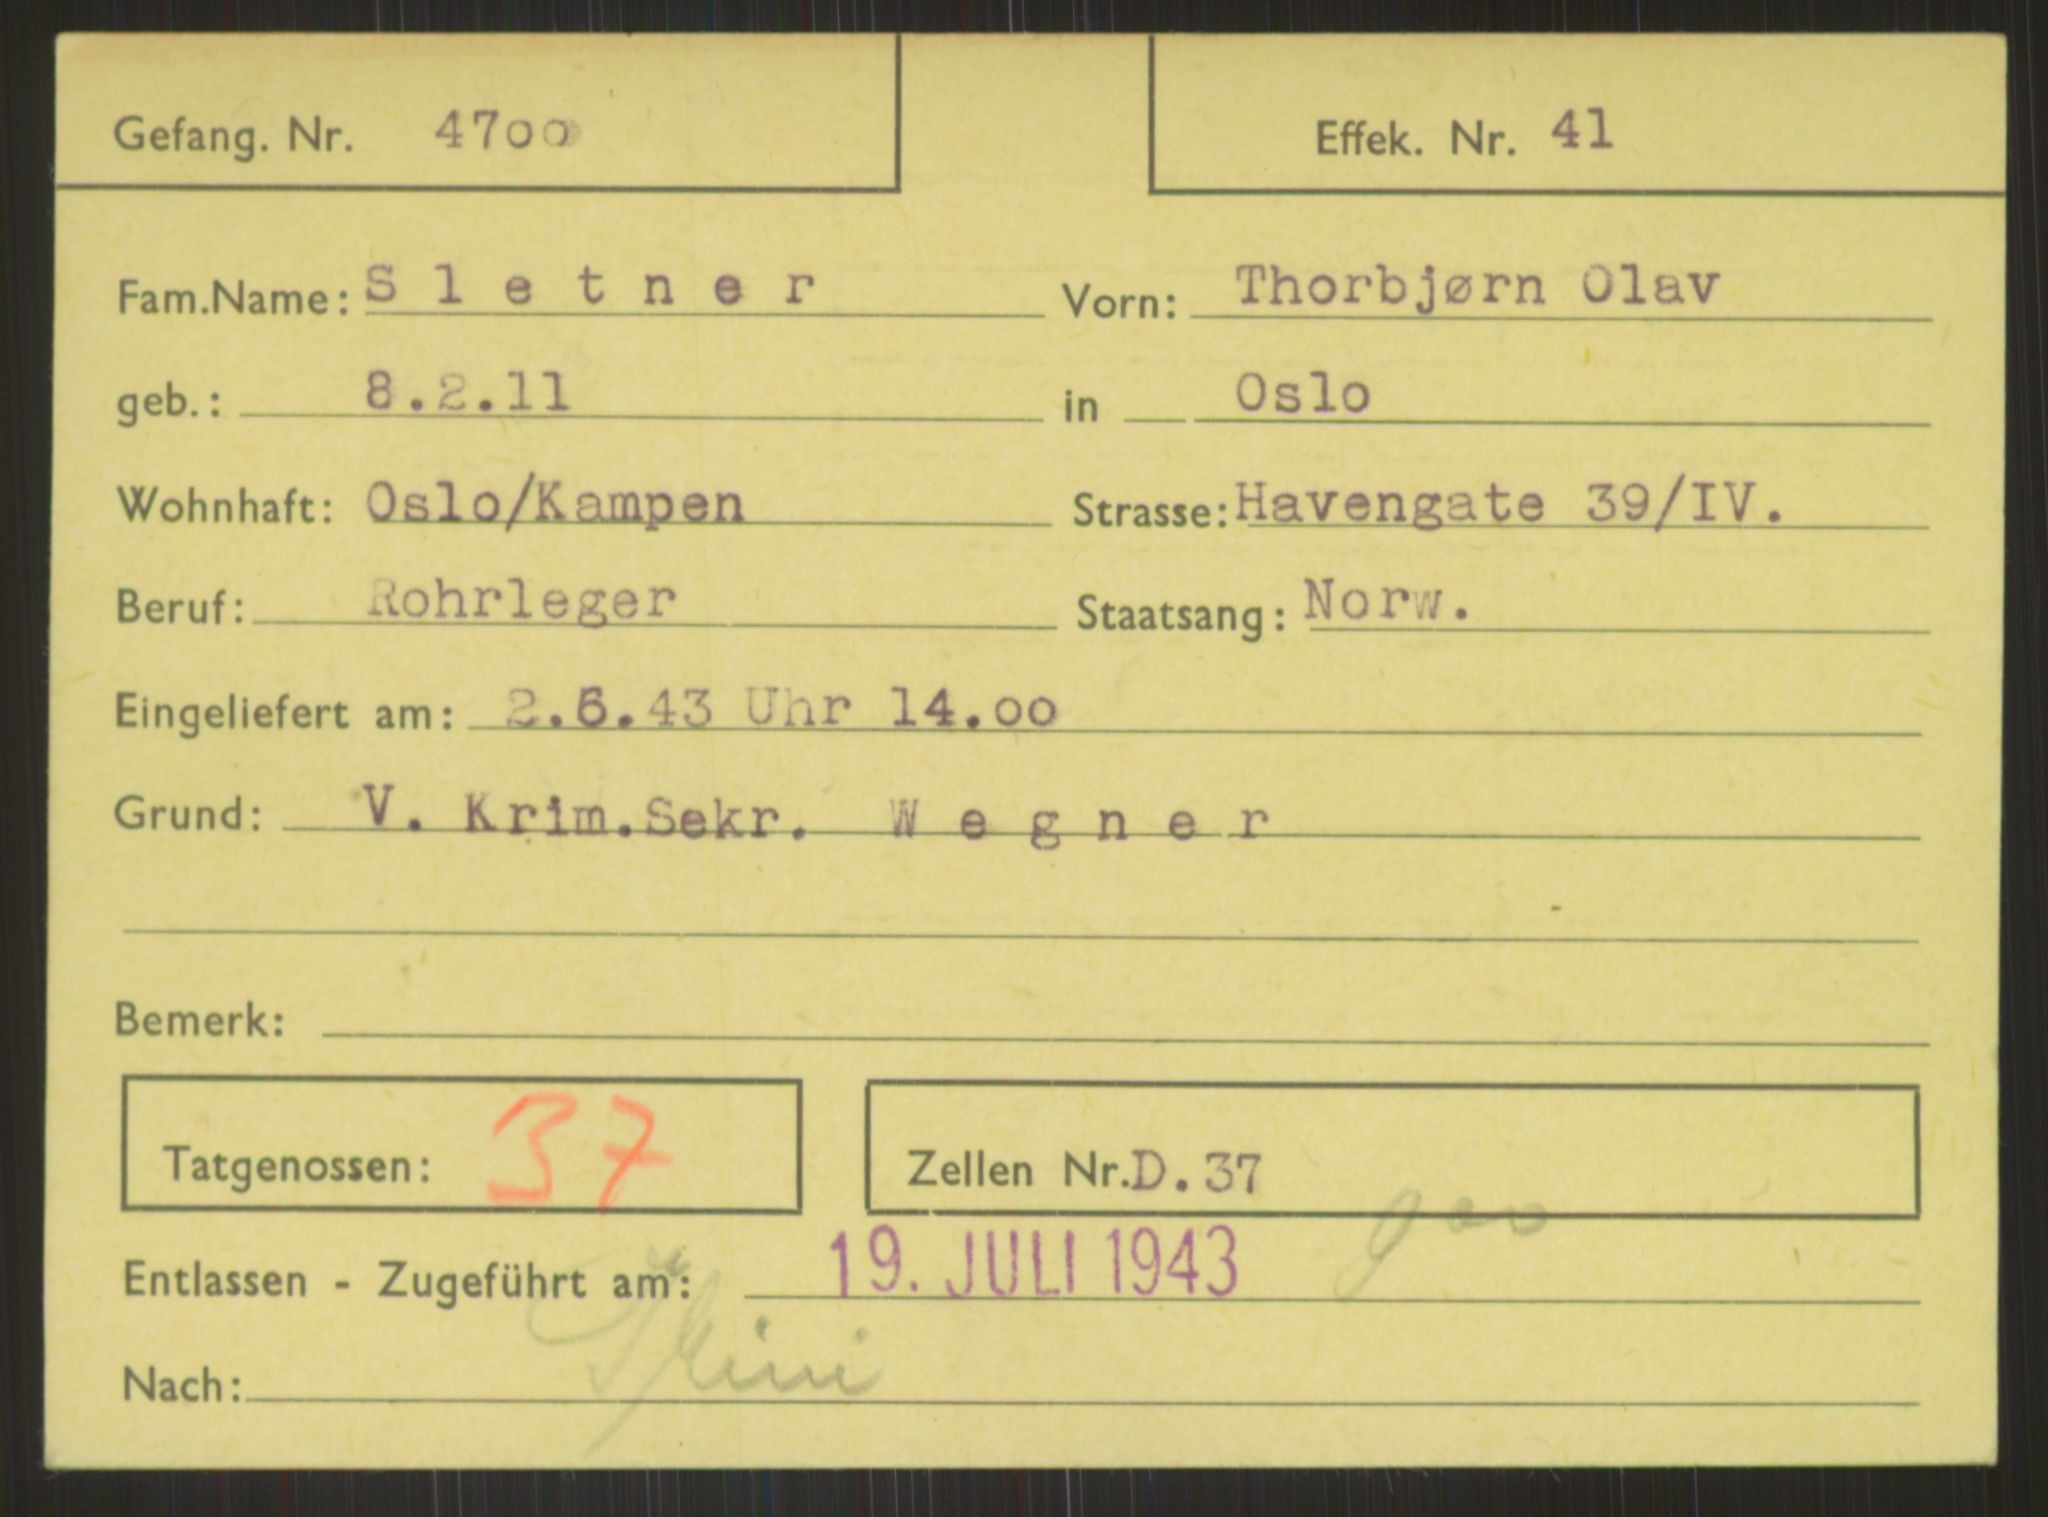 Gefang. Nr. 4700 Effek. Nr. 41
Fam.Name: S l e t n e r Vorn: Thorbjørn Olav
geb.: 8.2.11 in Oslo
Wohnhaft: Oslo/Kampen Strasse: Havengate 39/IV.
Beruf: Rohrleger Staatsang: Norw.
Eingeliefert am: 2.6.43 Uhr 14.oo
Grund: V. Krim.Sekr. W e g n e r
Bemerk:
Tatgenossen: 37 Zellen Nr. D.37
Entlassen - Zugeführt am: 19. JULI 1943
Nach: